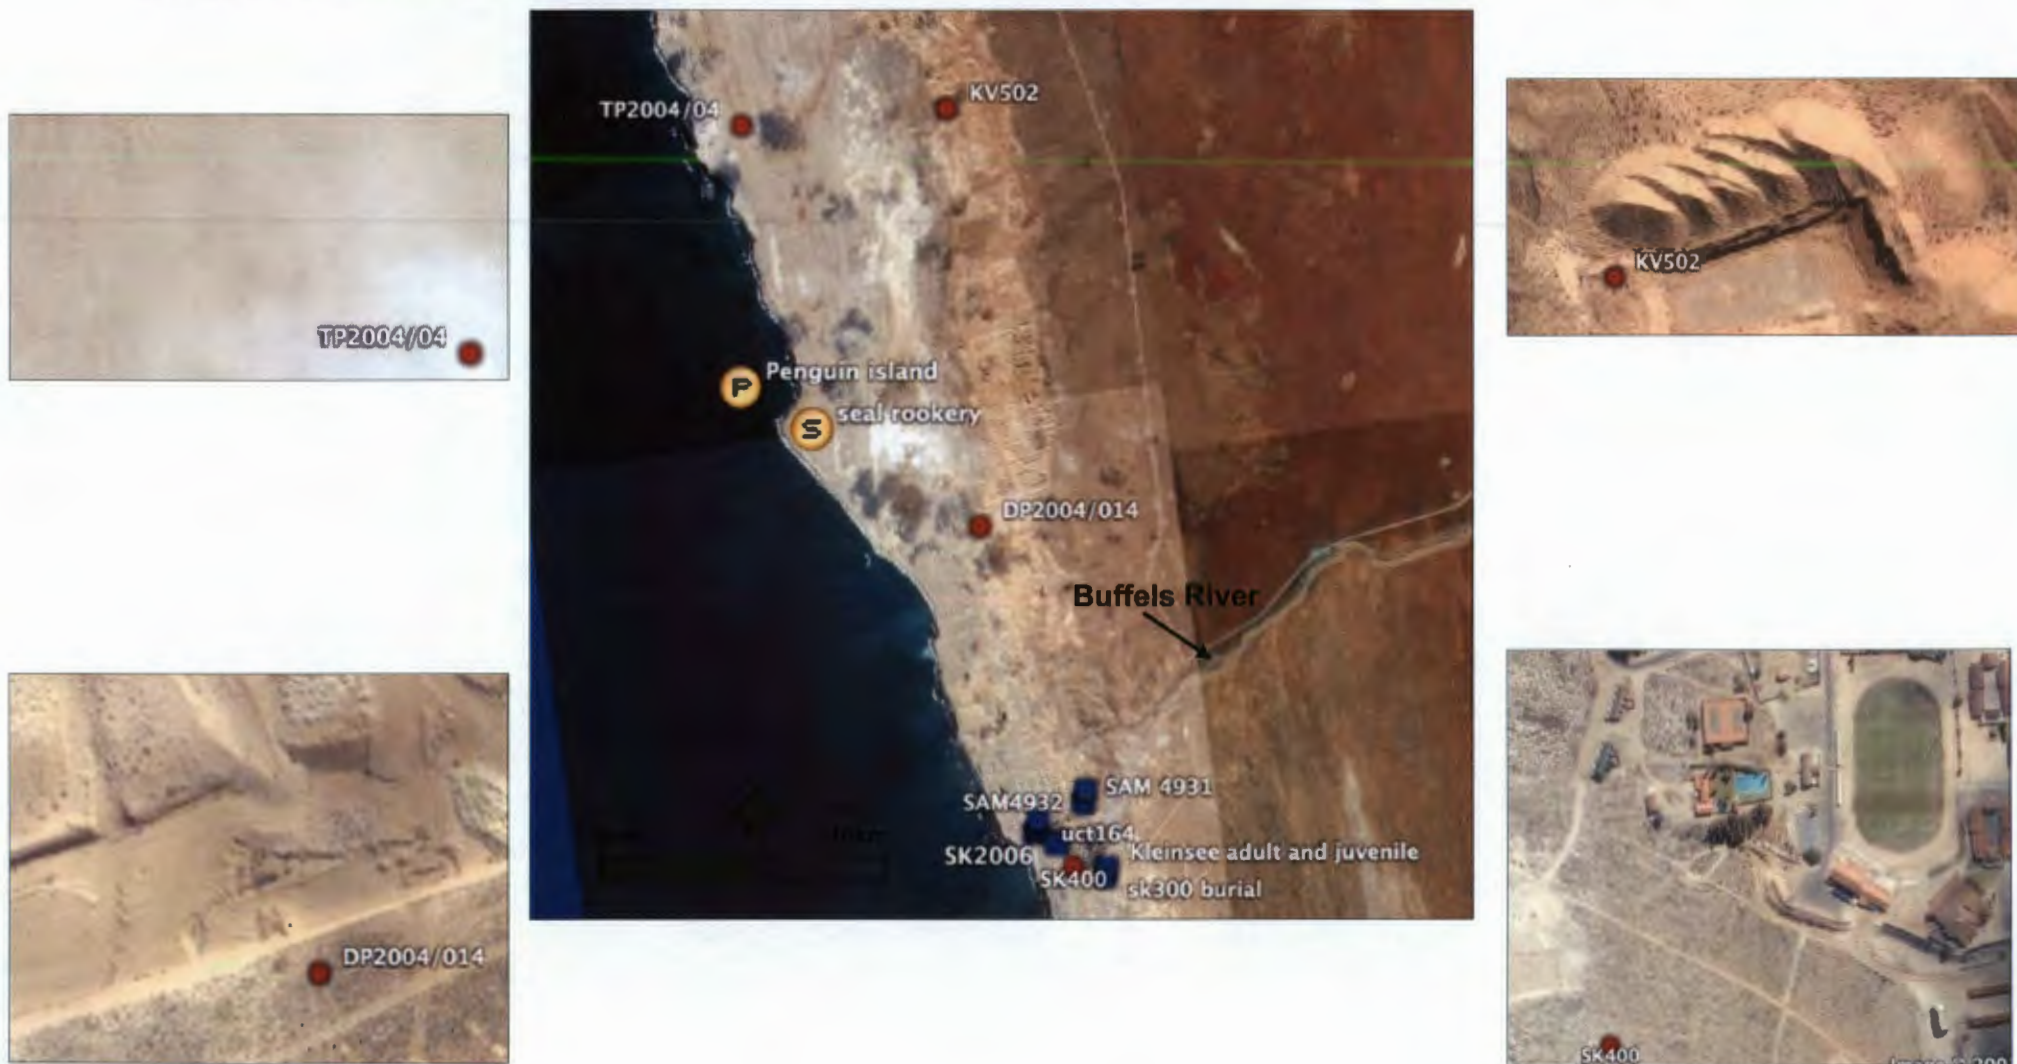 TP2004/04
KV502
TP2004/04
KV502
P
Penguin island
S
seal rookery
DP2004/014
Buffels River
SAM 4931
SAM4932
uct164
SK2006
Kleinsee adult and juvenile
SK400
sk300 burial
DP2004/014
SK400